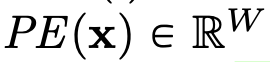 PE(𝐱) ∈ ℝ^W